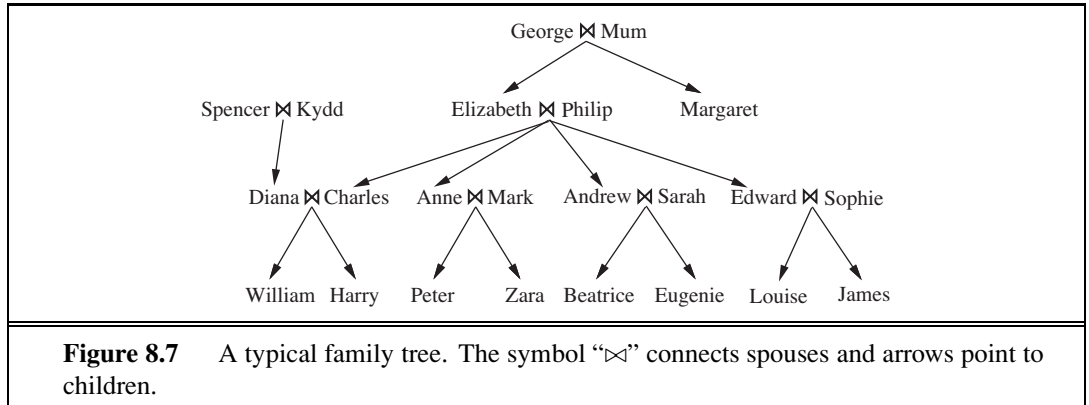 George ⋈ Mum
Spencer ⋈ Kydd Elizabeth ⋈ Philip Margaret
Diana ⋈ Charles Anne ⋈ Mark Andrew ⋈ Sarah Edward ⋈ Sophie
William Harry Peter Zara Beatrice Eugenie Louise James
Figure 8.7 A typical family tree. The symbol “⋈” connects spouses and arrows point to
children.